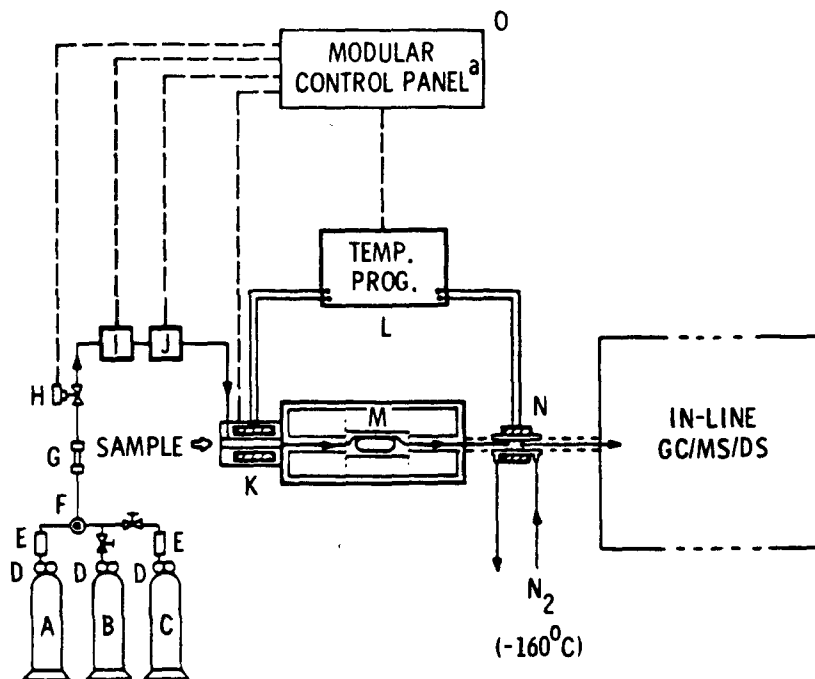 O
MODULAR
CONTROL PANEL a
TEMP.
PROG.
L
I
J
H
M
N
IN-LINE
GC/MS/DS
G
SAMPLE
K
F
E
E
D
D
D
A
B
C
N2
(-160°C)